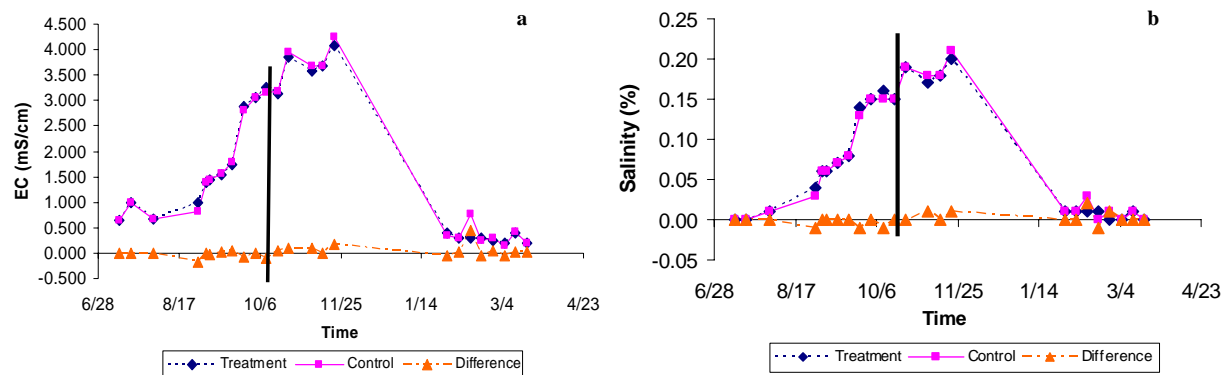 a
4.500
4.000
3.500
3.000
2.500
2.000
1.500
1.000
0.500
0.000
-0.500
EC (mS/cm)
6/28 8/17 10/6 11/25 1/14 3/4 4/23
Time
Treatment Control Difference
b
0.25
0.20
0.15
0.10
0.05
0.00
-0.05
Salinity (%)
6/28 8/17 10/6 11/25 1/14 3/4 4/23
Time
Treatment Control Difference